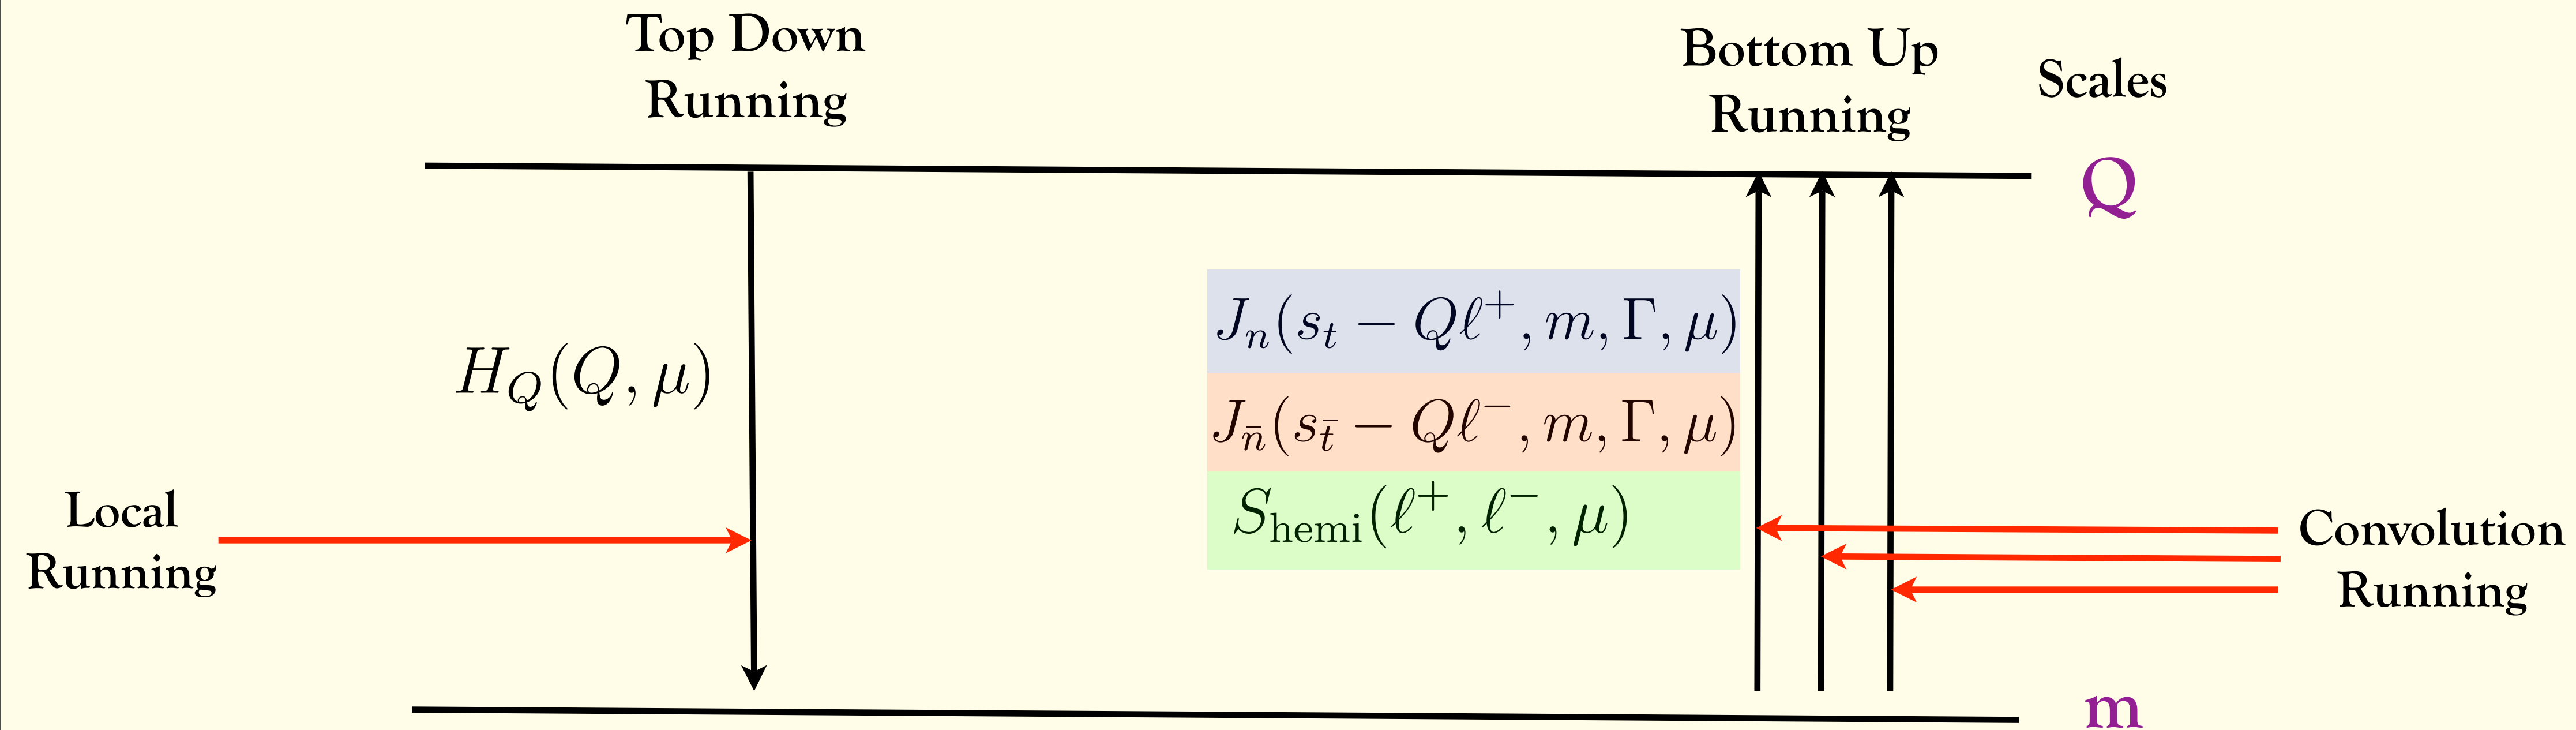 Top Down
Running
Bottom Up
Running
Scales
Q
H_Q(Q, μ)
J_n(s_t − Qℓ⁺, m, Γ, μ)
J_n̄(s_t̄ − Qℓ⁻, m, Γ, μ)
S_hemi(ℓ⁺, ℓ⁻, μ)
Local
Running
Convolution
Running
m